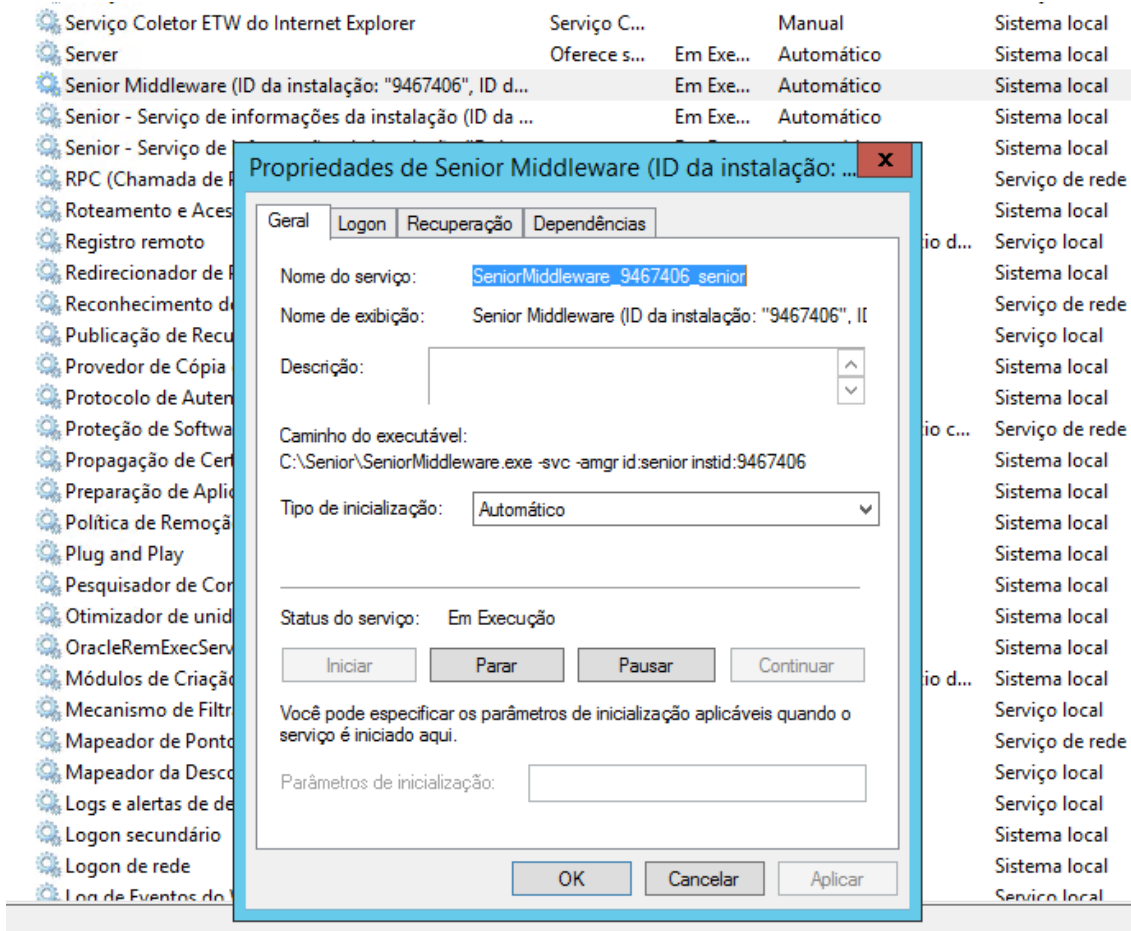 Serviço Coletor ETW do Internet Explorer Serviço C... Manual Sistema local
Server Oferece s... Em Exe... Automático Sistema local
Senior Middleware (ID da instalação: "9467406", ID d... Em Exe... Automático Sistema local
Senior - Serviço de informações da instalação (ID da ... Em Exe... Automático Sistema local
Senior - Serviço de Sistema local
RPC (Chamada de Serviço de rede
Roteamento e Aces Sistema local
Registro remoto io d... Serviço local
Redirecionador de Sistema local
Reconhecimento d Serviço de rede
Publicação de Recu Serviço local
Provedor de Cópia Sistema local
Protocolo de Auten Sistema local
Proteção de Softwa io c... Serviço de rede
Propagação de Cert Sistema local
Preparação de Aplic Sistema local
Política de Remoçã Sistema local
Plug and Play Sistema local
Pesquisador de Con Sistema local
Otimizador de unid Sistema local
OracleRemExecServ Sistema local
Módulos de Criaçã io d... Sistema local
Mecanismo de Filtr Serviço local
Mapeador de Ponto Serviço de rede
Mapeador da Desco Serviço local
Logs e alertas de de Serviço local
Logon secundário Sistema local
Logon de rede Sistema local
Log de Eventos do Serviço local
Propriedades de Senior Middleware (ID da instalação: ... x
Geral Logon Recuperação Dependências
Nome do serviço: SeniorMiddleware_9467406_senior
Nome de exibição: Senior Middleware (ID da instalação: "9467406", II
Descrição:
Caminho do executável:
C:\Senior\SeniorMiddleware.exe -svc -amgr id:senior instid:9467406
Tipo de inicialização: Automático
Status do serviço: Em Execução
Iniciar Parar Pausar Continuar
Você pode especificar os parâmetros de inicialização aplicáveis quando o
serviço é iniciado aqui.
Parâmetros de inicialização:
OK Cancelar Aplicar